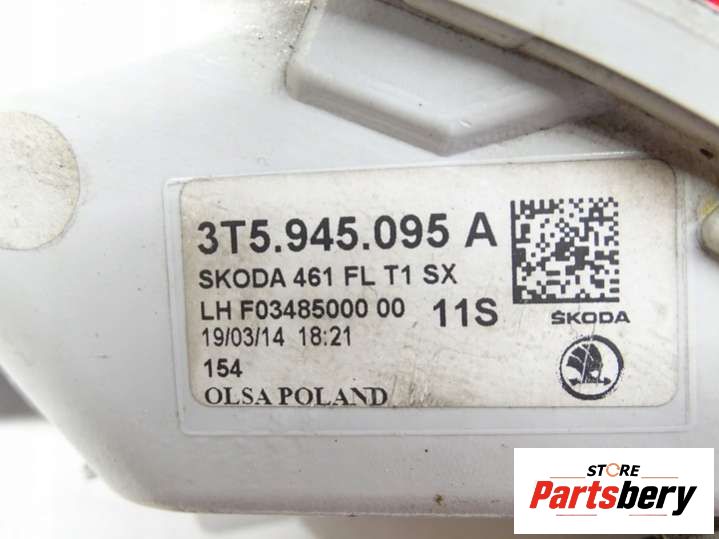 3T5.945.095 A
SKODA 461 FL T1 SX
LH F03485000 00 11S
ŠKODA
19/03/14 18:21
154
OLSA POLAND
STORE
Partsbery